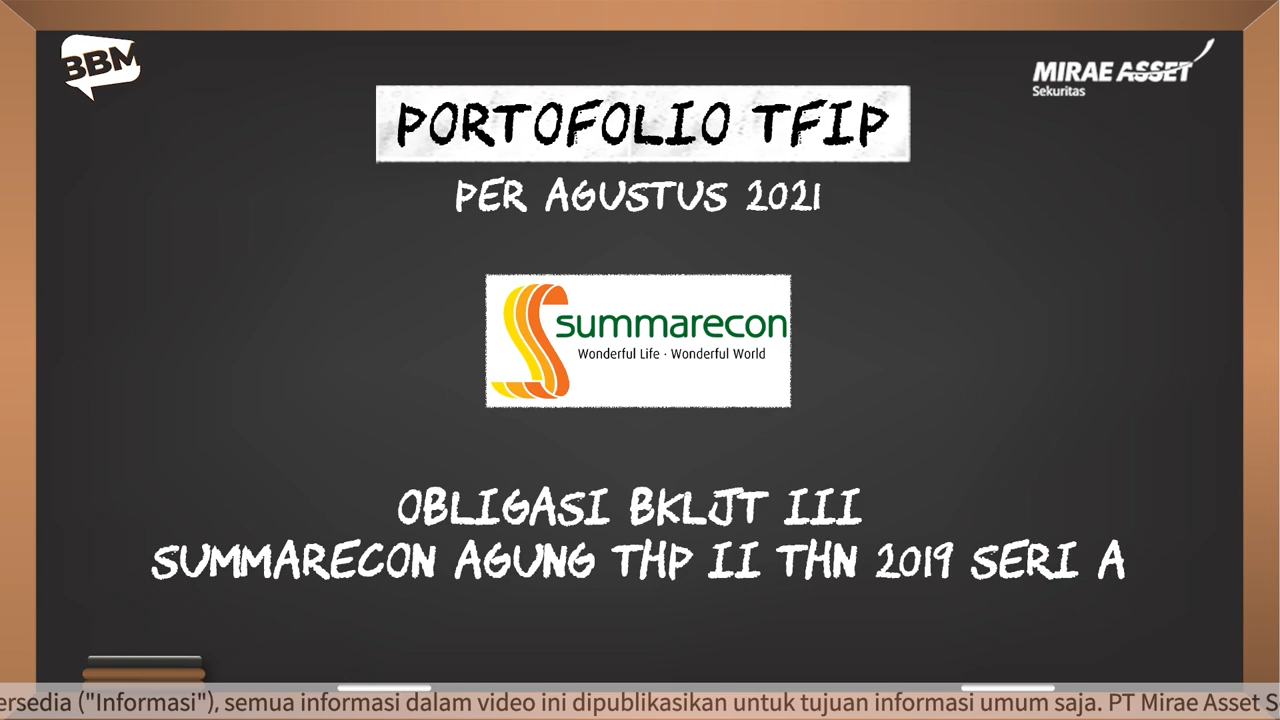 BBM
MIRAE ASSET
Sekuritas
PORTOFOLIO TFIP
PER AGUSTUS 2021
summarecon
Wonderful Life · Wonderful World
OBLIGASI BKLJT III
SUMMARECON AGUNG THP II THN 2019 SERI A
ersedia ("Informasi"), semua informasi dalam video ini dipublikasikan untuk tujuan informasi umum saja. PT Mirae Asset S